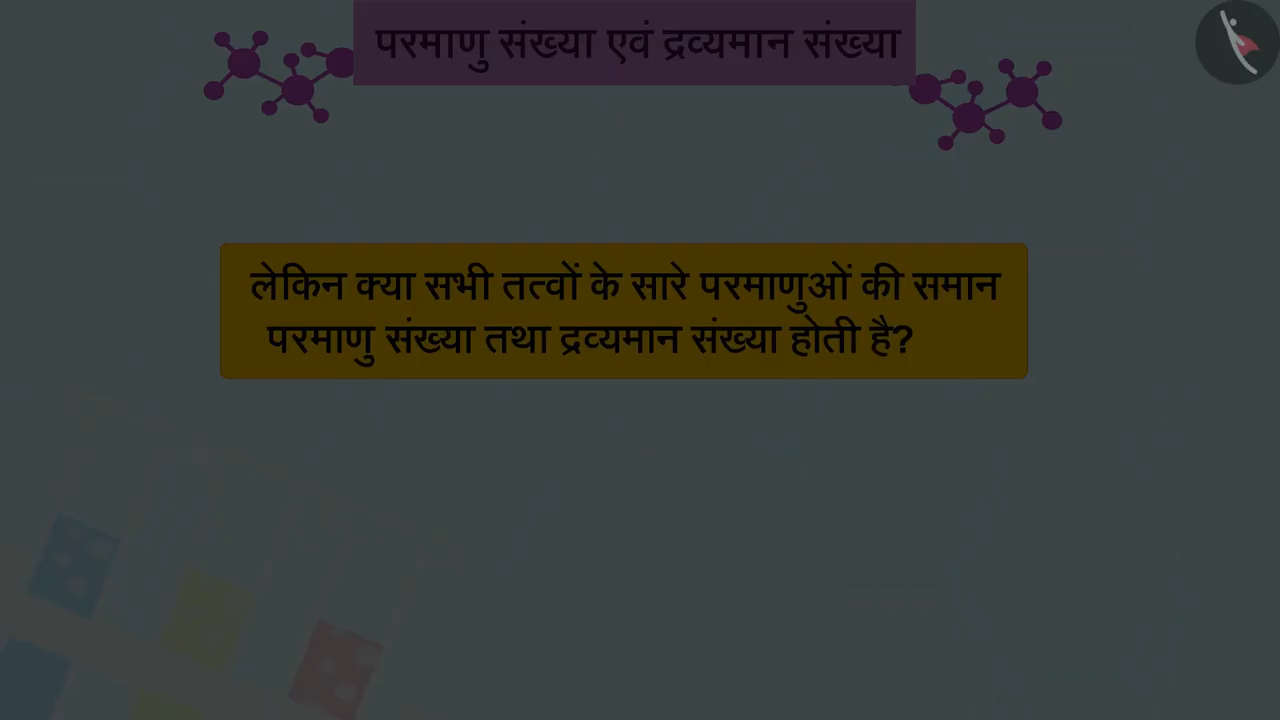 परमाणु संख्या एवं द्रव्यमान संख्या
लेकिन क्या सभी तत्वों के सारे परमाणुओं की समान
परमाणु संख्या तथा द्रव्यमान संख्या होती है?